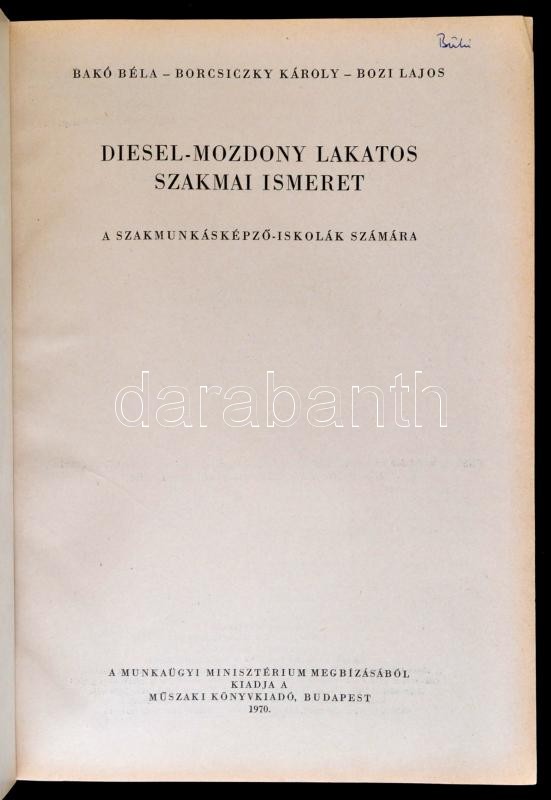 BAKÓ BÉLA – BORCSICZKY KÁROLY – BOZI LAJOS
DIESEL-MOZDONY LAKATOS
SZAKMAI ISMERET
A SZAKMUNKÁSKÉPZŐ-ISKOLÁK SZÁMÁRA
darabanth
A MUNKAÜGYI MINISZTÉRIUM MEGBÍZÁSÁBÓL
KIADJA A
MŰSZAKI KÖNYVKIADÓ, BUDAPEST
1970.